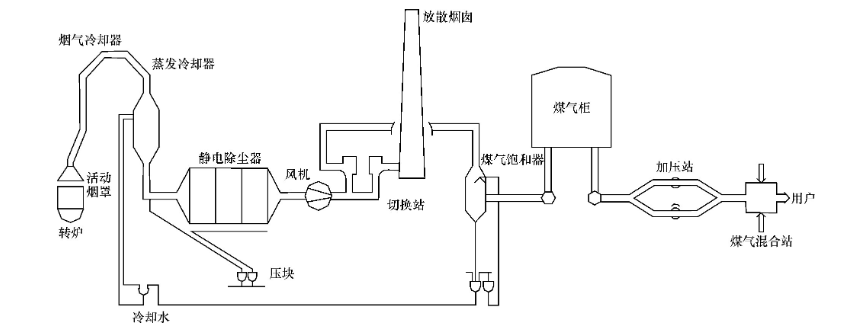 放散烟囱
烟气冷却器
蒸发冷却器
煤气柜
静电除尘器
煤气饱和器
加压站
风机
活动
烟罩
用户
切换站
转炉
煤气混合站
压块
冷却水